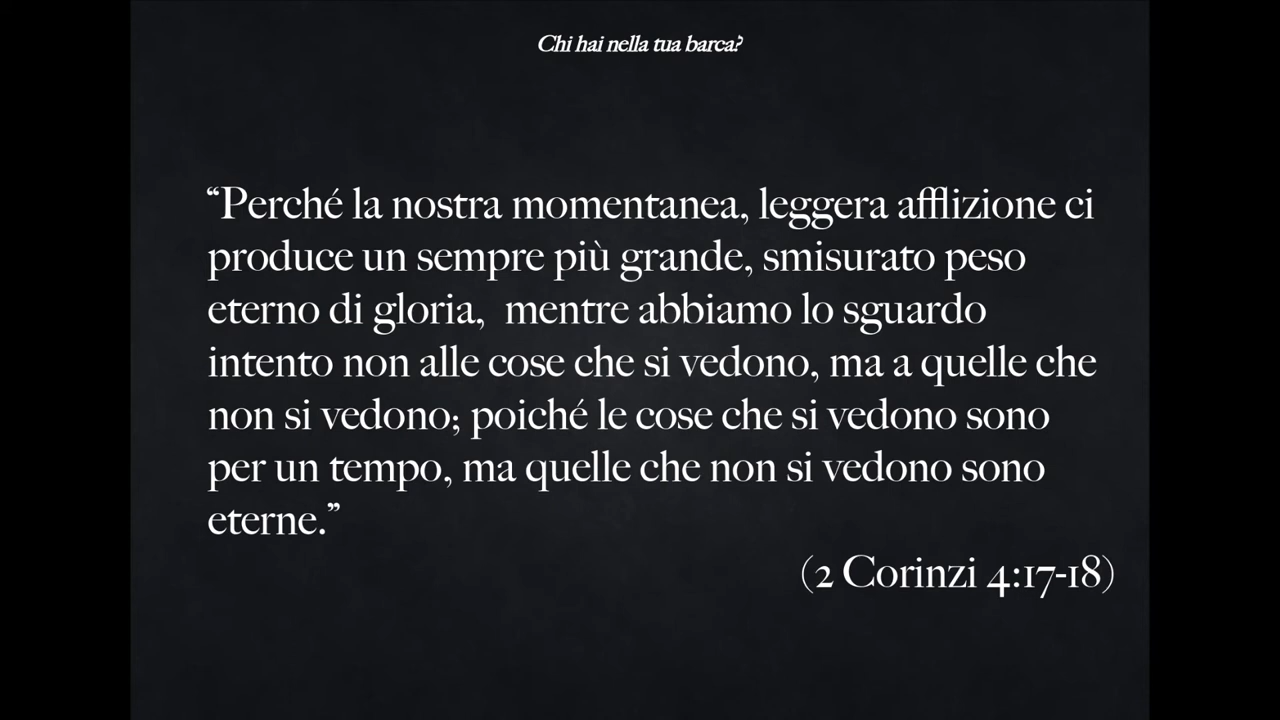 Chi hai nella tua barca?
“Perché la nostra momentanea, leggera afflizione ci
produce un sempre più grande, smisurato peso
eterno di gloria,  mentre abbiamo lo sguardo
intento non alle cose che si vedono, ma a quelle che
non si vedono; poiché le cose che si vedono sono
per un tempo, ma quelle che non si vedono sono
eterne.”
(2 Corinzi 4:17-18)